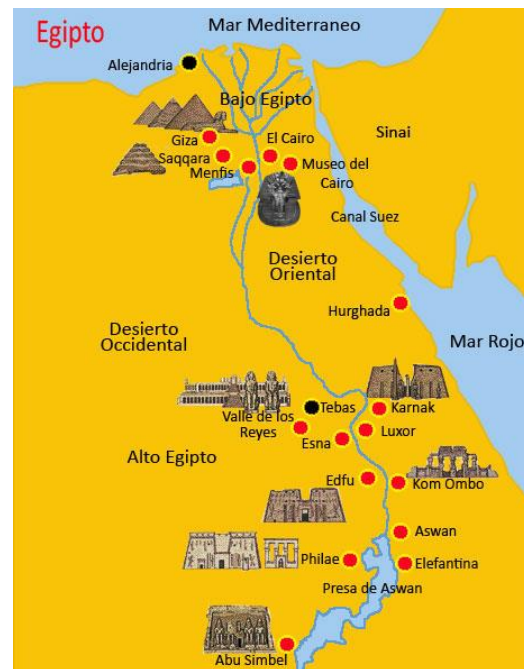 Egipto
Mar Mediterraneo
Alejandria
Bajo Egipto
Giza
El Cairo
Sinai
Saqqara
Menfis
Museo del
Cairo
Canal Suez
Desierto
Oriental
Hurghada
Desierto
Occidental
Mar Rojo
Tebas
Karnak
Valle de los
Reyes
Luxor
Esna
Alto Egipto
Edfu
Kom Ombo
Aswan
Philae
Elefantina
Presa de Aswan
Abu Simbel